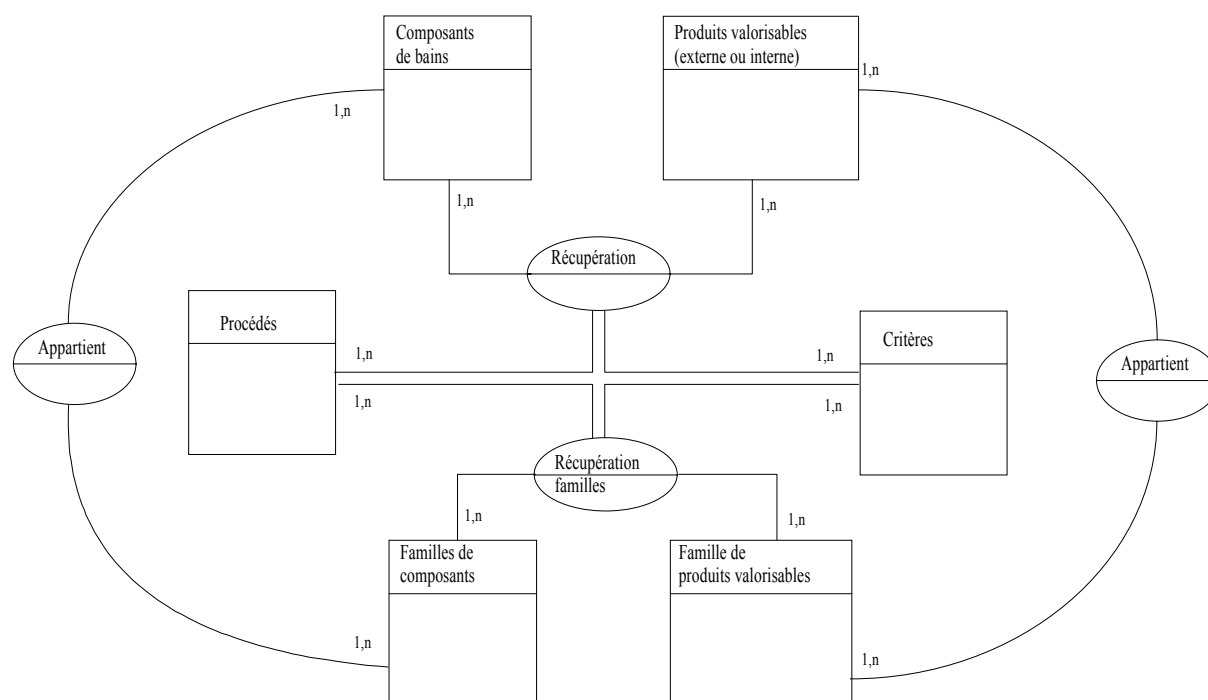 Composants
de bains
Produits valorisables
(externe ou interne)
1,n
1,n
1,n
1,n
Récupération
Procédés
Critères
Appartient
Appartient
1,n
1,n
1,n
1,n
Récupération
familles
1,n
1,n
Familles de
composants
Famille de
produits valorisables
1,n
1,n